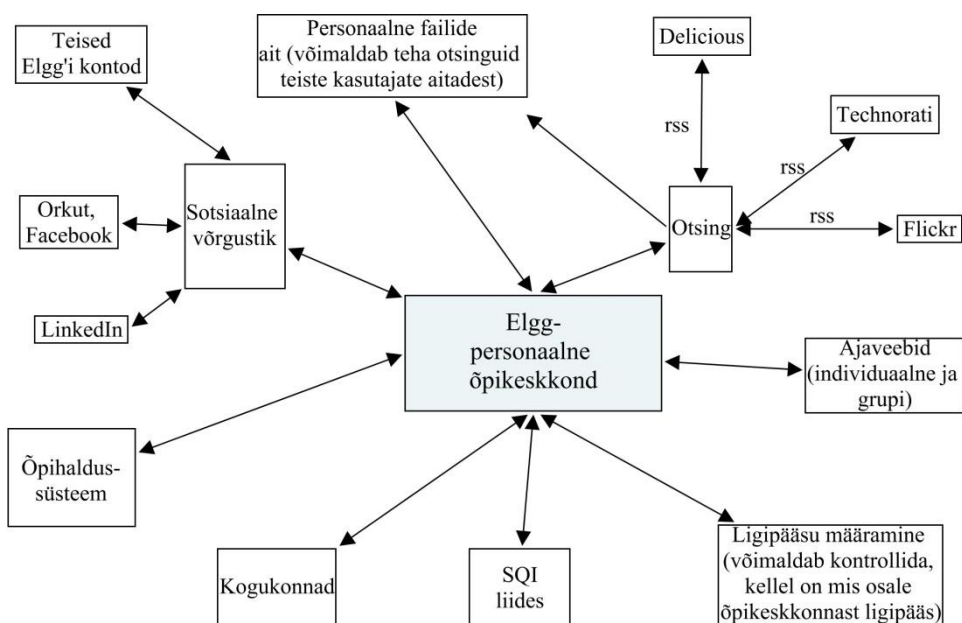 Teised
Elgg'i kontod
Personaalne failide
ait (võimaldab teha otsinguid
teiste kasutajate aitadest)
Delicious
rss
Technorati
rss
Orkut,
Facebook
Sotsiaalne
võrgustik
Otsing
rss
Flickr
LinkedIn
Elgg-
personaalne
õpikeskkond
Ajaveebid
(individuaalne ja
grupi)
Õpihaldus-
süsteem
Kogukonnad
SQI
liides
Ligipääsu määramine
(võimaldab kontrollida,
kellel on mis osale
õpikeskkonnast ligipääs)